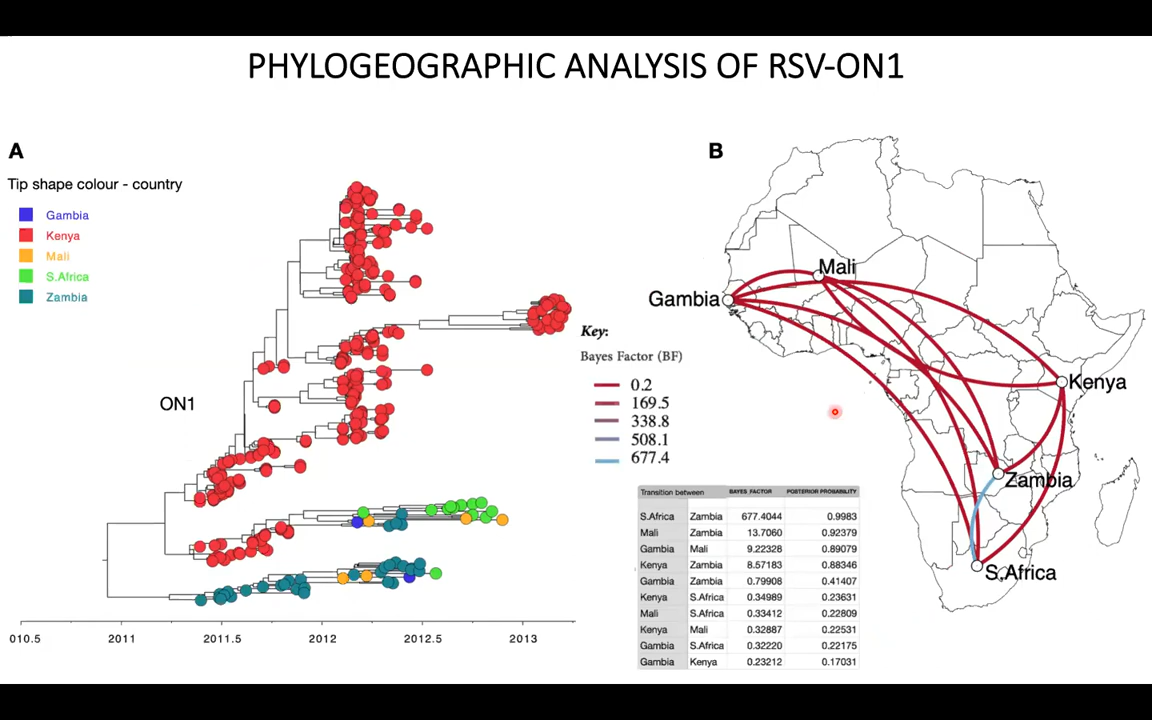 PHYLOGEOGRAPHIC ANALYSIS OF RSV-ON1
A
Tip shape colour - country
Gambia
Kenya
Mali
S.Africa
Zambia
ON1
010.5 2011 2011.5 2012 2012.5 2013
Key:
Bayes Factor (BF)
0.2
169.5
338.8
508.1
677.4
B
Mali
Gambia
Kenya
Zambia
S.Africa
Transition between BAYES_FACTOR POSTERIOR PROBABILITY
S.Africa Zambia 677.4044 0.9983
Mali Zambia 13.7060 0.92379
Gambia Mali 9.22328 0.89079
Kenya Zambia 8.57183 0.88346
Gambia Zambia 0.79908 0.41407
Kenya S.Africa 0.34989 0.23631
Mali S.Africa 0.33412 0.22809
Kenya Mali 0.32887 0.22531
Gambia S.Africa 0.32220 0.22175
Gambia Kenya 0.23212 0.17031